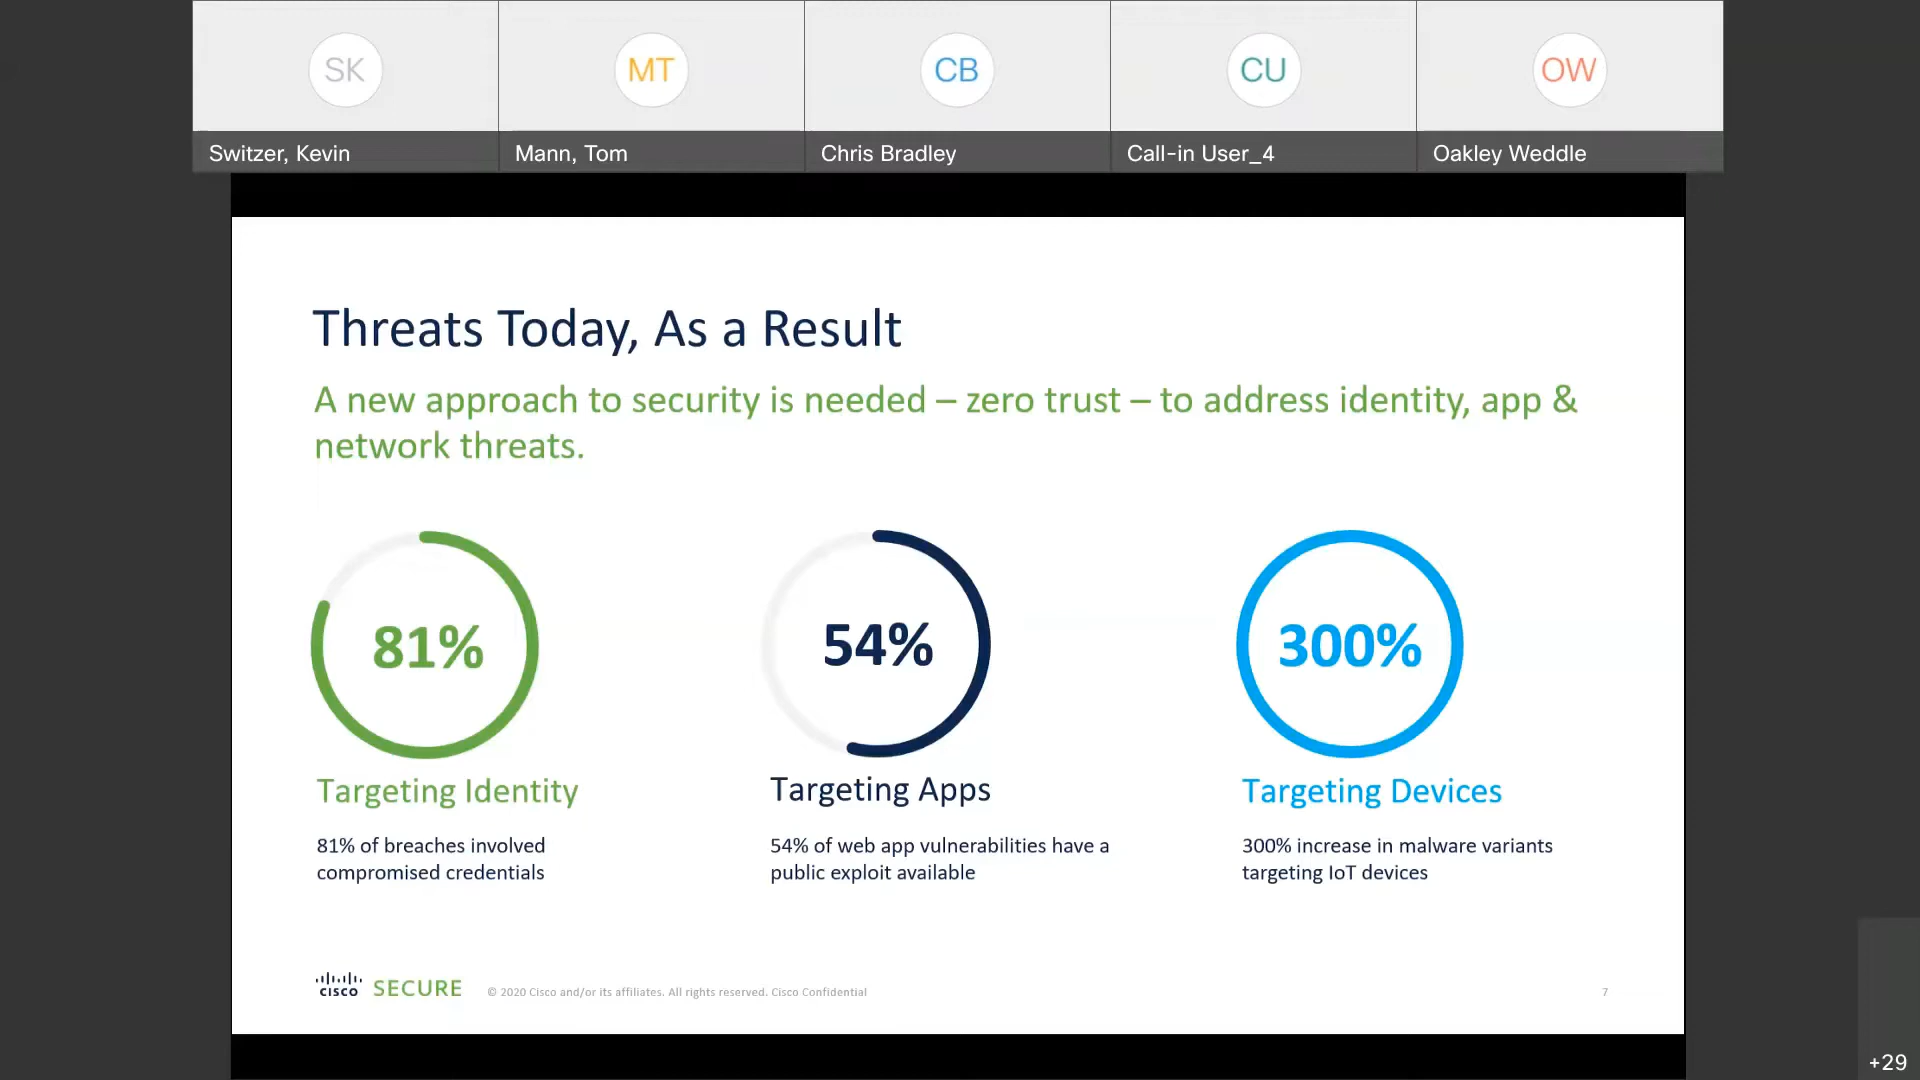 SK
MT
CB
CU
OW
Switzer, Kevin
Mann, Tom
Chris Bradley
Call-in User_4
Oakley Weddle
Threats Today, As a Result
A new approach to security is needed – zero trust – to address identity, app &
network threats.
81%
54%
300%
Targeting Identity
Targeting Apps
Targeting Devices
81% of breaches involved
compromised credentials
54% of web app vulnerabilities have a
public exploit available
300% increase in malware variants
targeting IoT devices
CISCO SECURE
© 2020 Cisco and/or its affiliates. All rights reserved. Cisco Confidential
7
+29